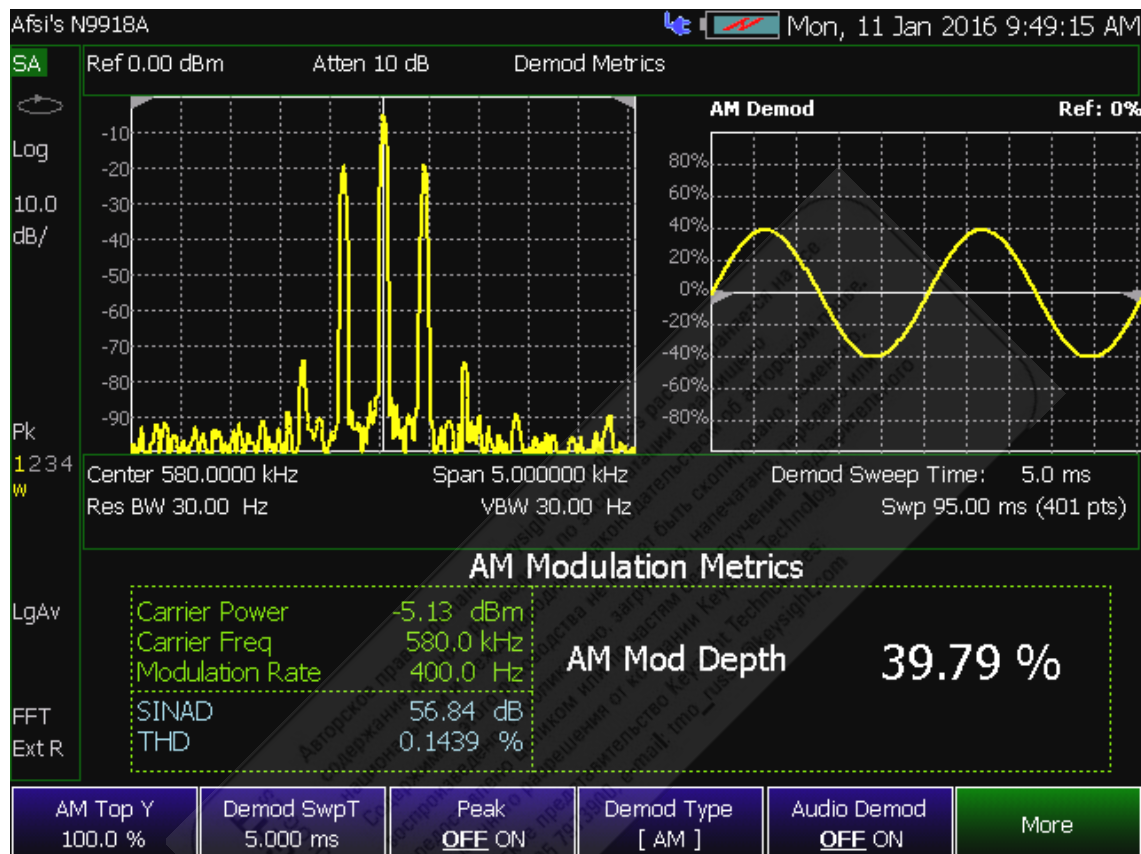 Afsi's N9918A
Mon, 11 Jan 2016 9:49:15 AM
SA
Ref 0.00 dBm Atten 10 dB Demod Metrics
AM Demod Ref: 0%
Log
10.0
dB/
-10
-20
-30
-40
-50
-60
-70
-80
-90
80%
60%
40%
20%
0%
-20%
-40%
-60%
-80%
Pk
1234
W
Center 580.0000 kHz Span 5.000000 kHz Demod Sweep Time: 5.0 ms
Res BW 30.00 Hz VBW 30.00 Hz Swp 95.00 ms (401 pts)
AM Modulation Metrics
LgAv
Carrier Power -5.13 dBm
Carrier Freq 580.0 kHz
Modulation Rate 400.0 Hz
AM Mod Depth 39.79 %
SINAD 56.84 dB
THD 0.1439 %
FFT
Ext R
AM Top Y
100.0 %
Demod SwpT
5.000 ms
Peak
OFF ON
Demod Type
[ AM ]
Audio Demod
OFF ON
More